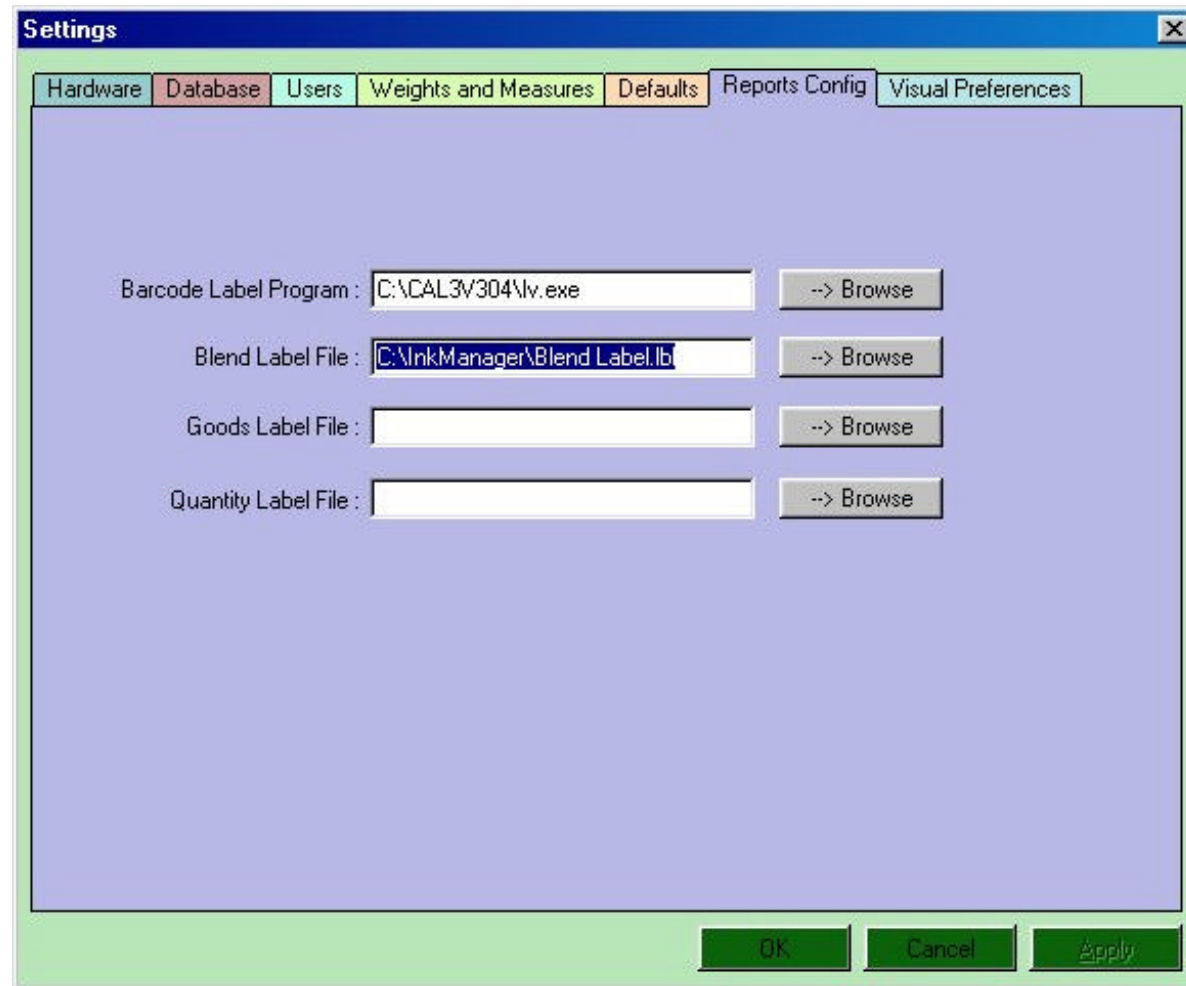 Settings
Hardware Database Users Weights and Measures Defaults Reports Config Visual Preferences
Barcode Label Program : C:\CAL3V304\lv.exe --> Browse
Blend Label File : C:\InkManager\Blend Label.lbl --> Browse
Goods Label File : --> Browse
Quantity Label File : --> Browse
OK Cancel Apply